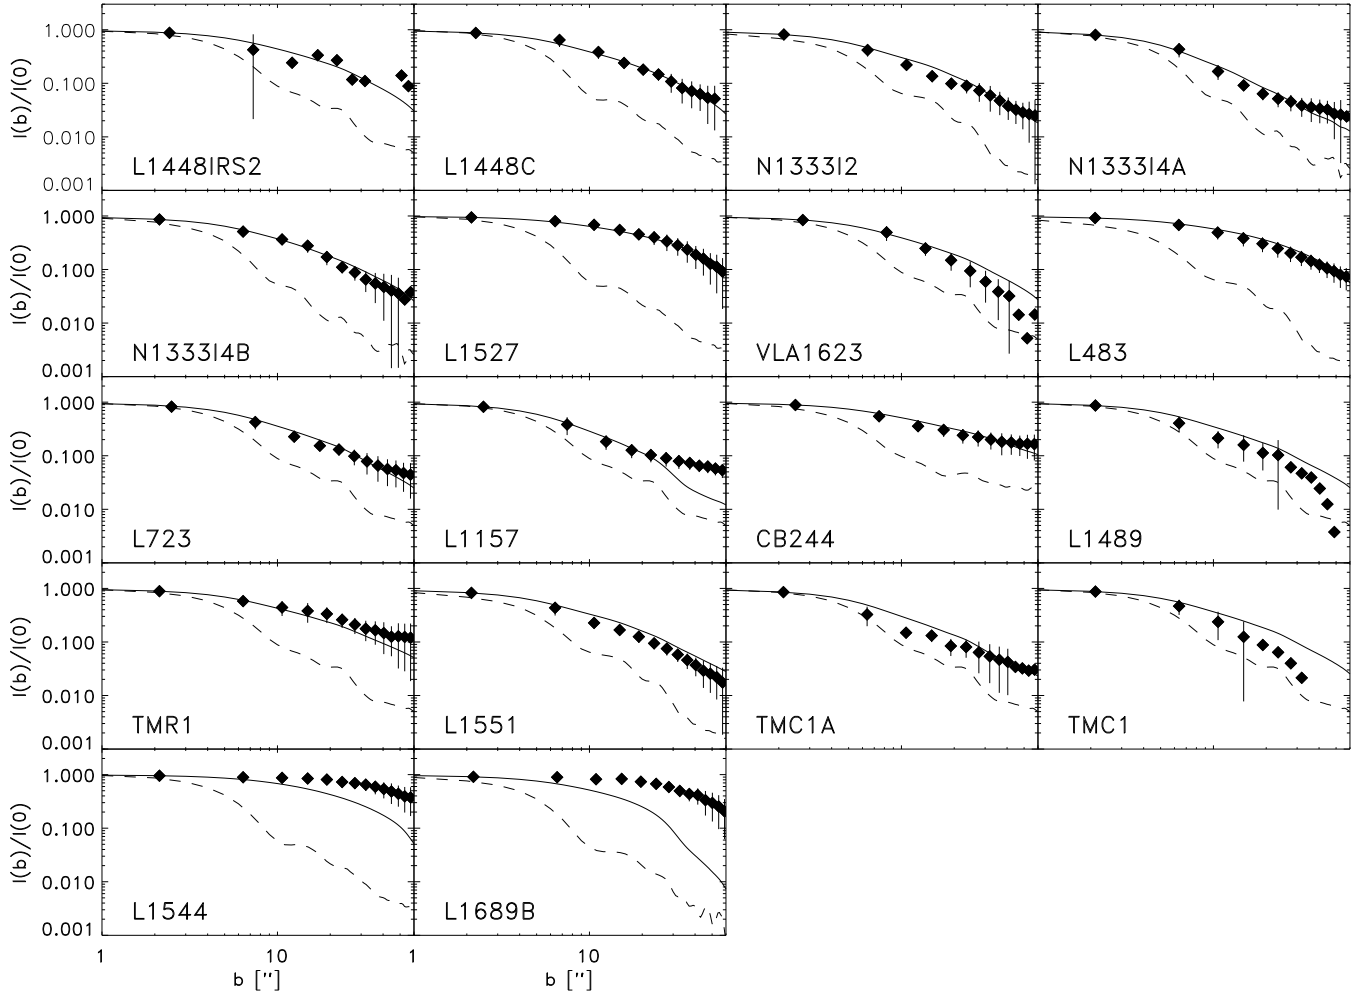 I(b)/I(0)
1.000
0.100
0.010
0.001
L1448IRS2
L1448C
N1333I2
N1333I4A
I(b)/I(0)
1.000
0.100
0.010
0.001
N1333I4B
L1527
VLA1623
L483
I(b)/I(0)
1.000
0.100
0.010
0.001
L723
L1157
CB244
L1489
I(b)/I(0)
1.000
0.100
0.010
0.001
TMR1
L1551
TMC1A
TMC1
I(b)/I(0)
1.000
0.100
0.010
0.001
L1544
L1689B
1 10 1 10
b [''] b ['']